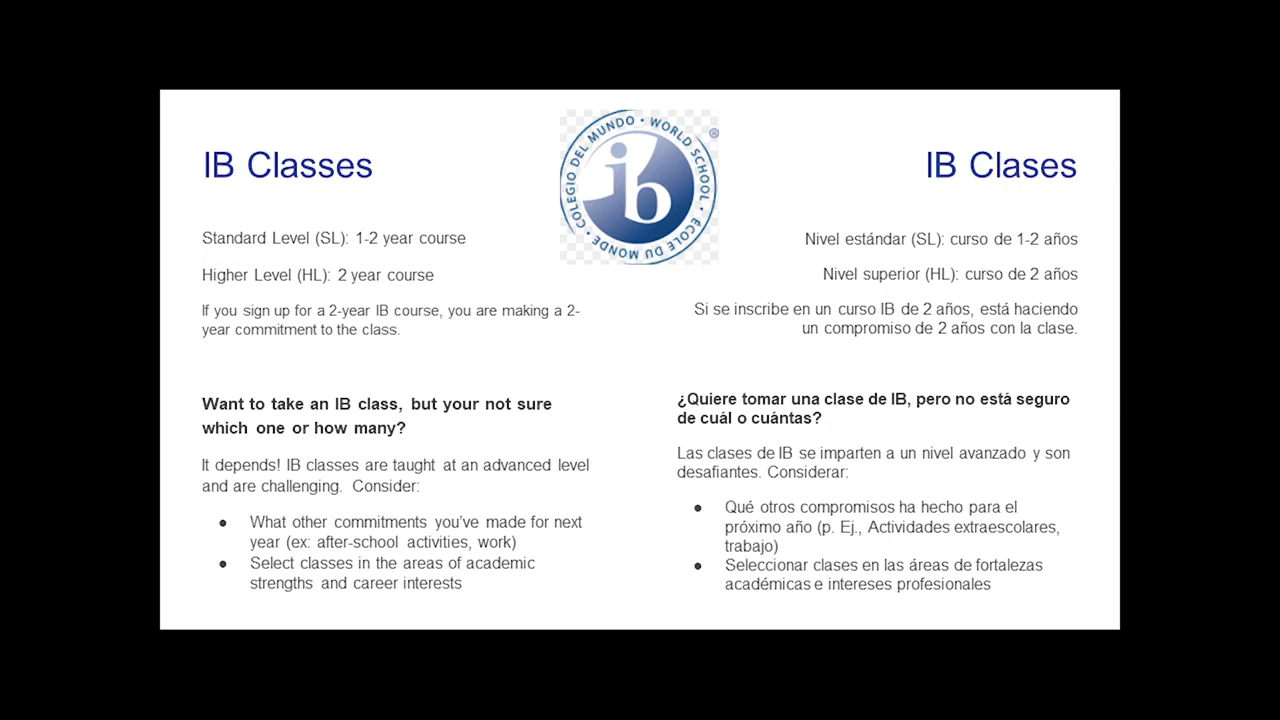 IB Classes
Standard Level (SL): 1-2 year course
Higher Level (HL): 2 year course
If you sign up for a 2-year IB course, you are making a 2-
year commitment to the class.
Want to take an IB class, but your not sure
which one or how many?
It depends! IB classes are taught at an advanced level
and are challenging. Consider:
● What other commitments you've made for next
year (ex: after-school activities, work)
● Select classes in the areas of academic
strengths and career interests
COLEGIO DEL MUNDO • WORLD SCHOOL • ÉCOLE DU MONDE •
ib
®
IB Clases
Nivel estándar (SL): curso de 1-2 años
Nivel superior (HL): curso de 2 años
Si se inscribe en un curso IB de 2 años, está haciendo
un compromiso de 2 años con la clase.
¿Quiere tomar una clase de IB, pero no está seguro
de cuál o cuántas?
Las clases de IB se imparten a un nivel avanzado y son
desafiantes. Considerar:
● Qué otros compromisos ha hecho para el
próximo año (p. Ej., Actividades extraescolares,
trabajo)
● Seleccionar clases en las áreas de fortalezas
académicas e intereses profesionales